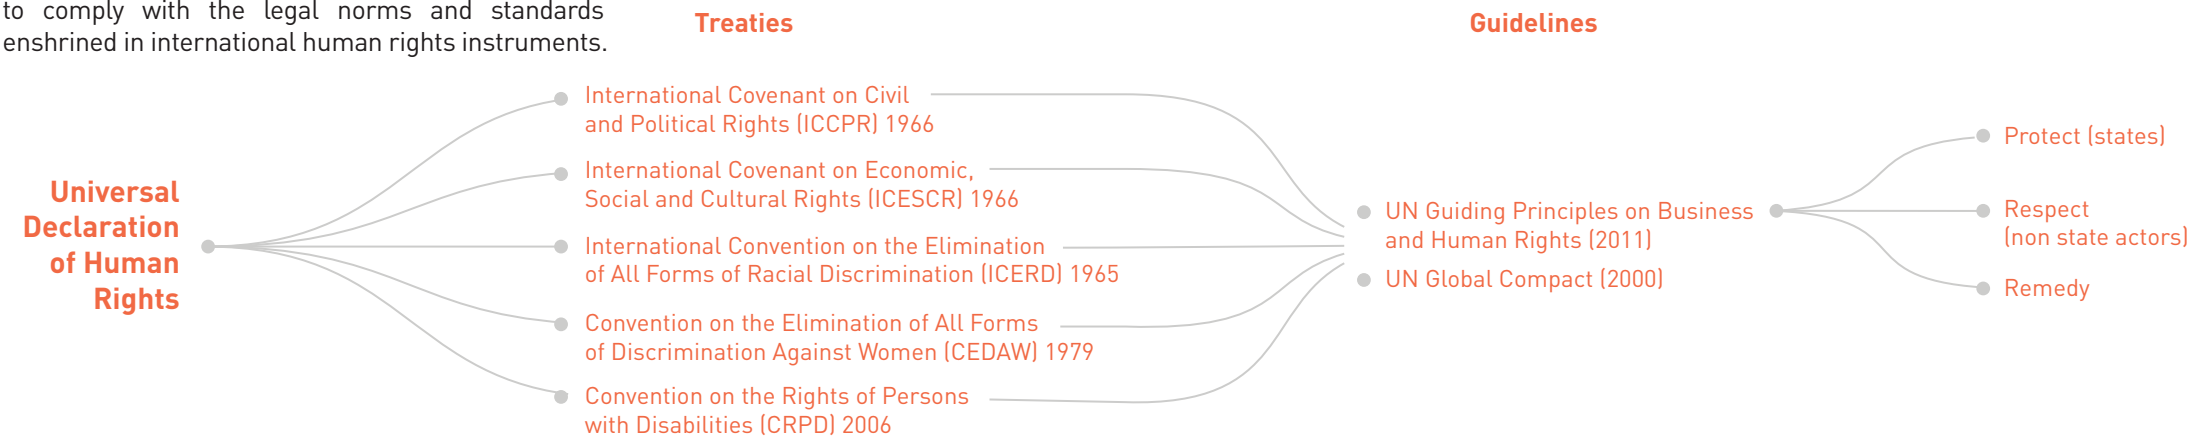 to comply with the legal norms and standards
enshrined in international human rights instruments.
Treaties
Guidelines
Universal
Declaration
of Human
Rights
International Covenant on Civil
and Political Rights (ICCPR) 1966
International Covenant on Economic,
Social and Cultural Rights (ICESCR) 1966
International Convention on the Elimination
of All Forms of Racial Discrimination (ICERD) 1965
Convention on the Elimination of All Forms
of Discrimination Against Women (CEDAW) 1979
Convention on the Rights of Persons
with Disabilities (CRPD) 2006
UN Guiding Principles on Business
and Human Rights (2011)
UN Global Compact (2000)
Protect (states)
Respect
(non state actors)
Remedy